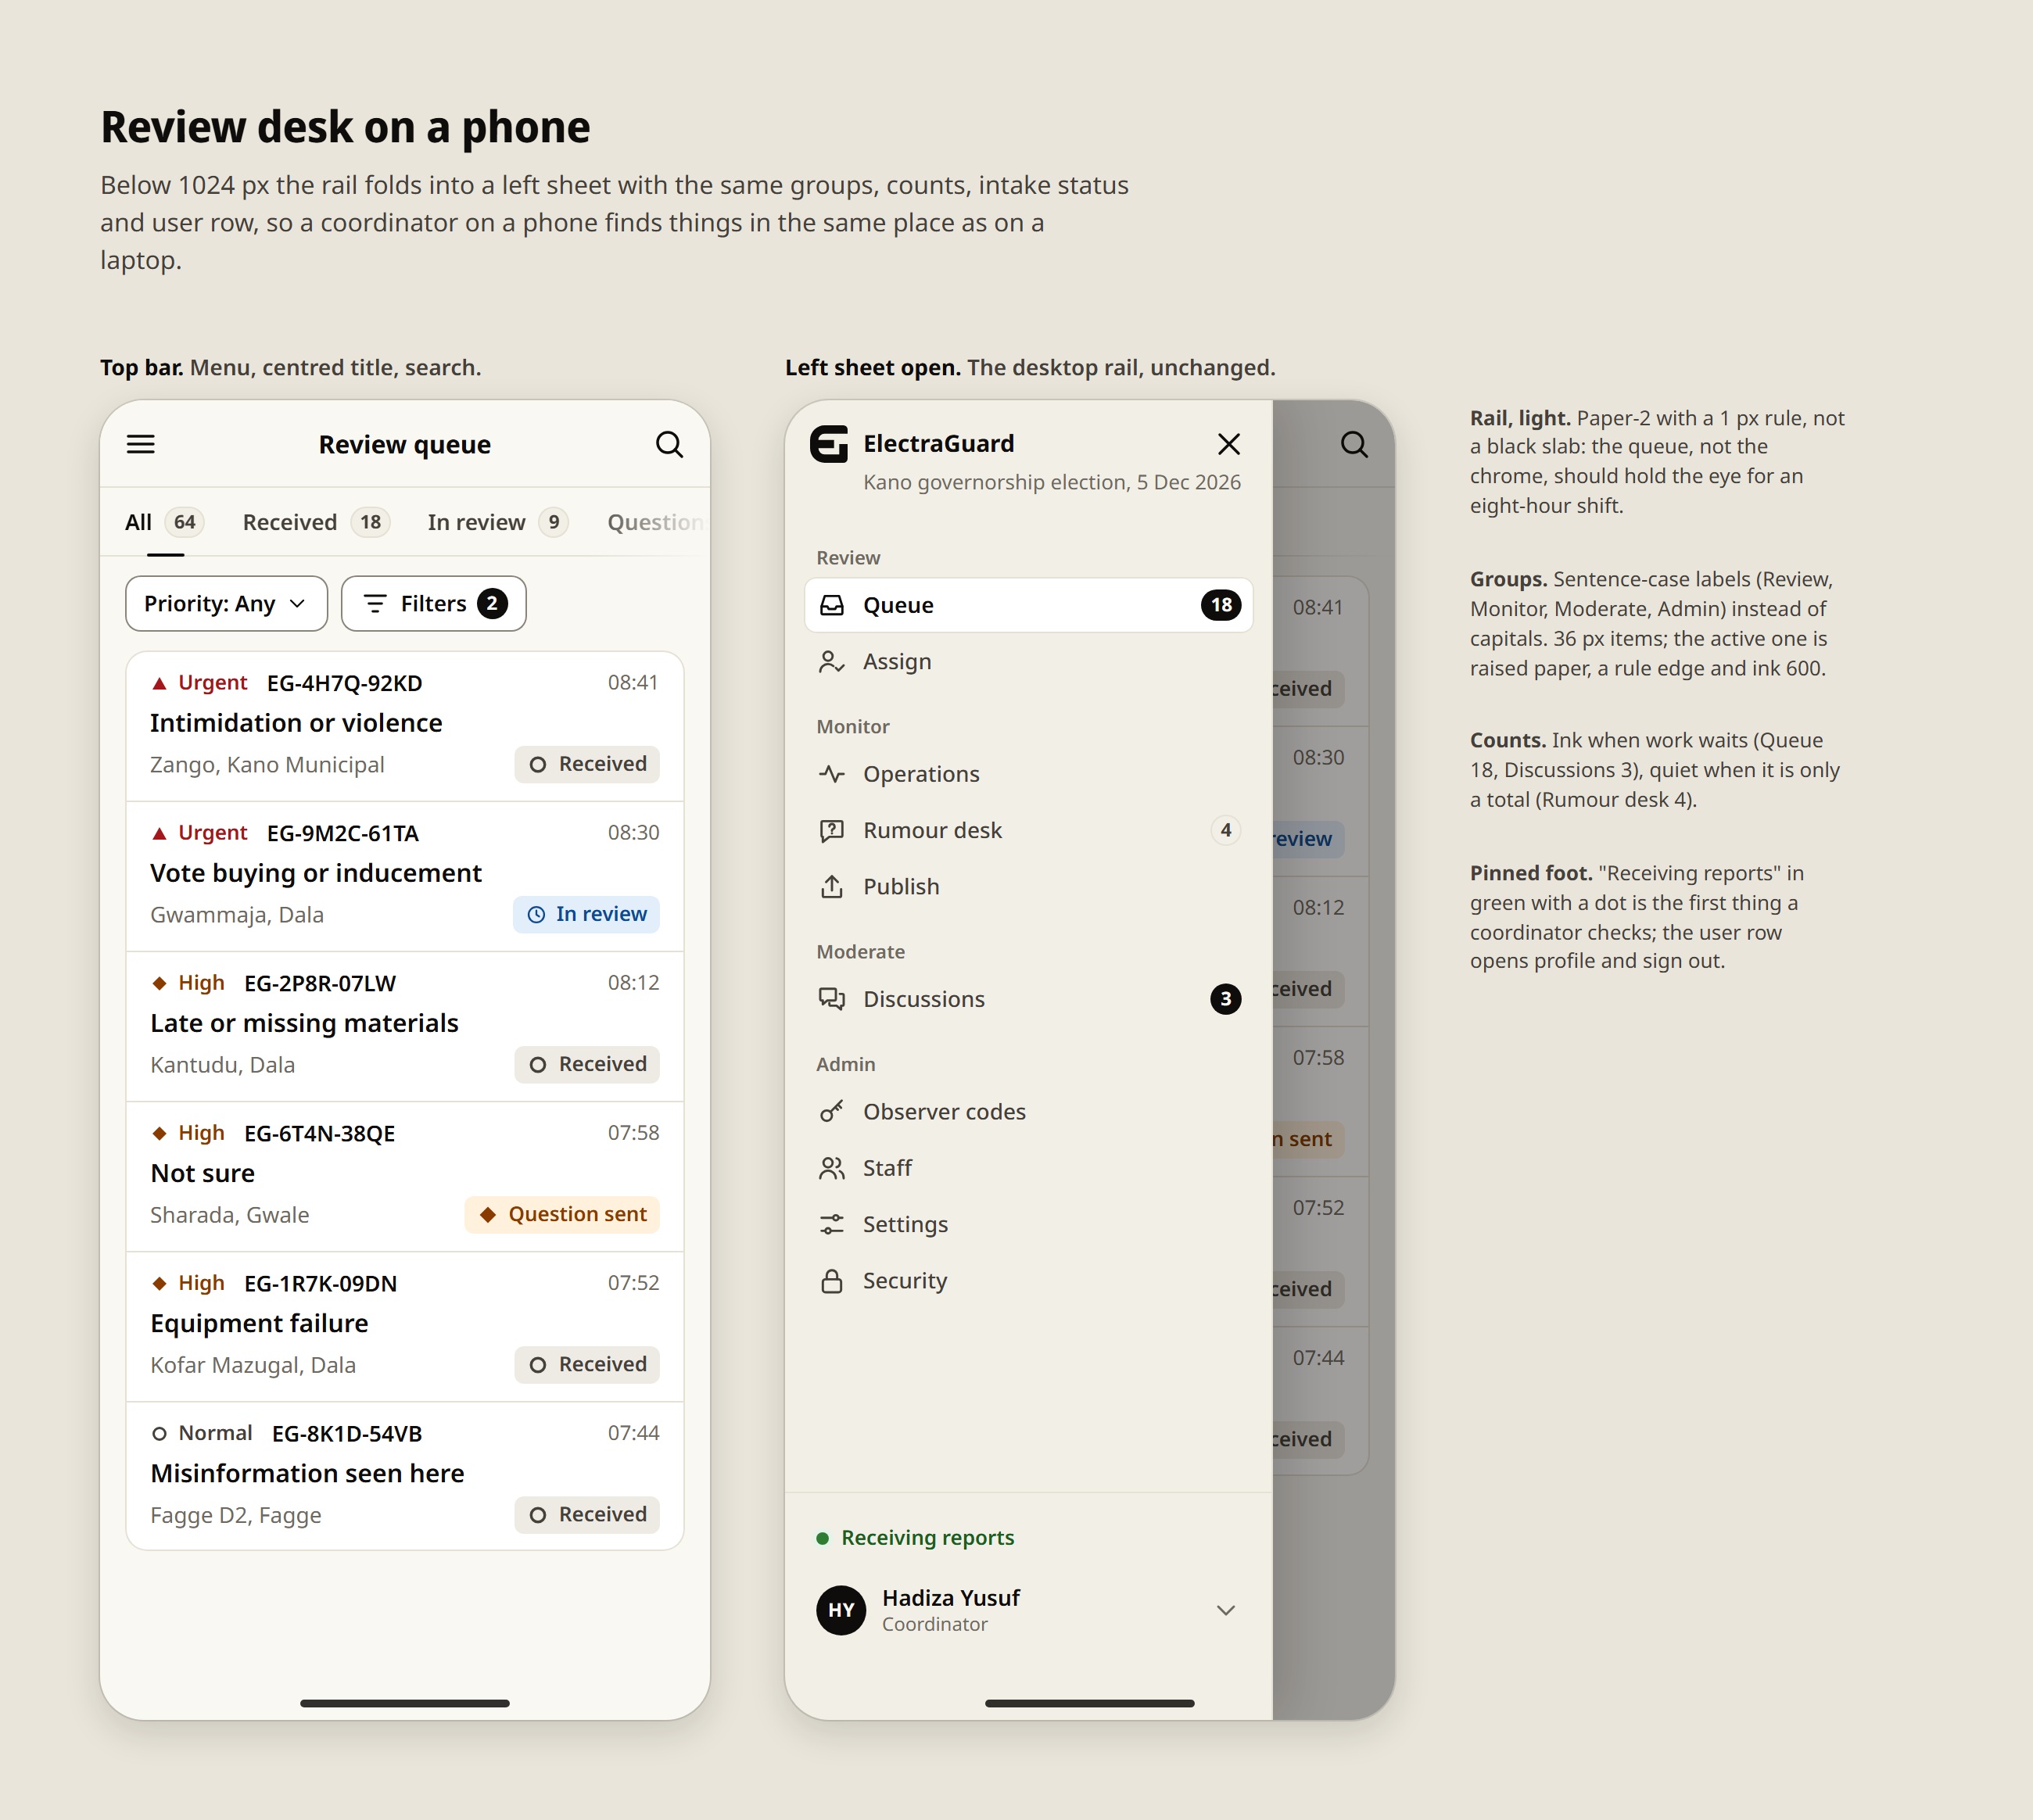 Review desk on a phone
Below 1024 px the rail folds into a left sheet with the same groups, counts, intake status
and user row, so a coordinator on a phone finds things in the same place as on a
laptop.
Top bar. Menu, centred title, search.
Review queue
All 64 Received 18 In review 9 Question
Priority: Any Filters 2
Urgent EG-4H7Q-92KD 08:41
Intimidation or violence
Zango, Kano Municipal Received
Urgent EG-9M2C-61TA 08:30
Vote buying or inducement
Gwammaja, Dala In review
High EG-2P8R-07LW 08:12
Late or missing materials
Kantudu, Dala Received
High EG-6T4N-38QE 07:58
Not sure
Sharada, Gwale Question sent
High EG-1R7K-09DN 07:52
Equipment failure
Kofar Mazugal, Dala Received
Normal EG-8K1D-54VB 07:44
Misinformation seen here
Fagge D2, Fagge Received
Left sheet open. The desktop rail, unchanged.
ElectraGuard
Kano governorship election, 5 Dec 2026
Review
Queue 18
Assign
Monitor
Operations
Rumour desk 4
Publish
Moderate
Discussions 3
Admin
Observer codes
Staff
Settings
Security
Receiving reports
HY Hadiza Yusuf
Coordinator
08:41
ceived
08:30
review
08:12
ceived
07:58
n sent
07:52
ceived
07:44
ceived
Rail, light. Paper-2 with a 1 px rule, not
a black slab: the queue, not the
chrome, should hold the eye for an
eight-hour shift.
Groups. Sentence-case labels (Review,
Monitor, Moderate, Admin) instead of
capitals. 36 px items; the active one is
raised paper, a rule edge and ink 600.
Counts. Ink when work waits (Queue
18, Discussions 3), quiet when it is only
a total (Rumour desk 4).
Pinned foot. "Receiving reports" in
green with a dot is the first thing a
coordinator checks; the user row
opens profile and sign out.